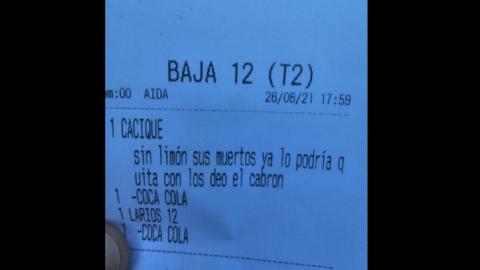 BAJA 12 (T2)
om:00 AIDA 26/06/21 17:59
1 CACIQUE
sin limón sus muertos ya lo podría q
uita con los deo el cabron
1 -COCA COLA
1 LARIOS 12
1 -COCA COLA